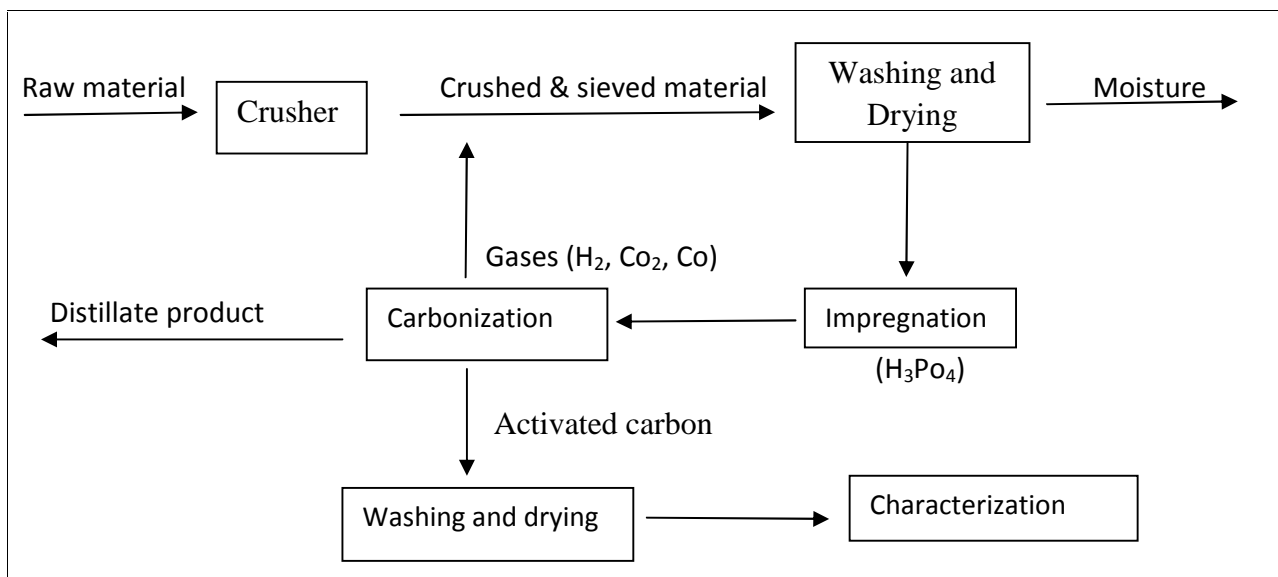 Raw material
Crusher
Crushed & sieved material
Washing and
Drying
Moisture
Gases (H₂, Co₂, Co)
Distillate product
Carbonization
Impregnation
(H₃Po₄)
Activated carbon
Washing and drying
Characterization